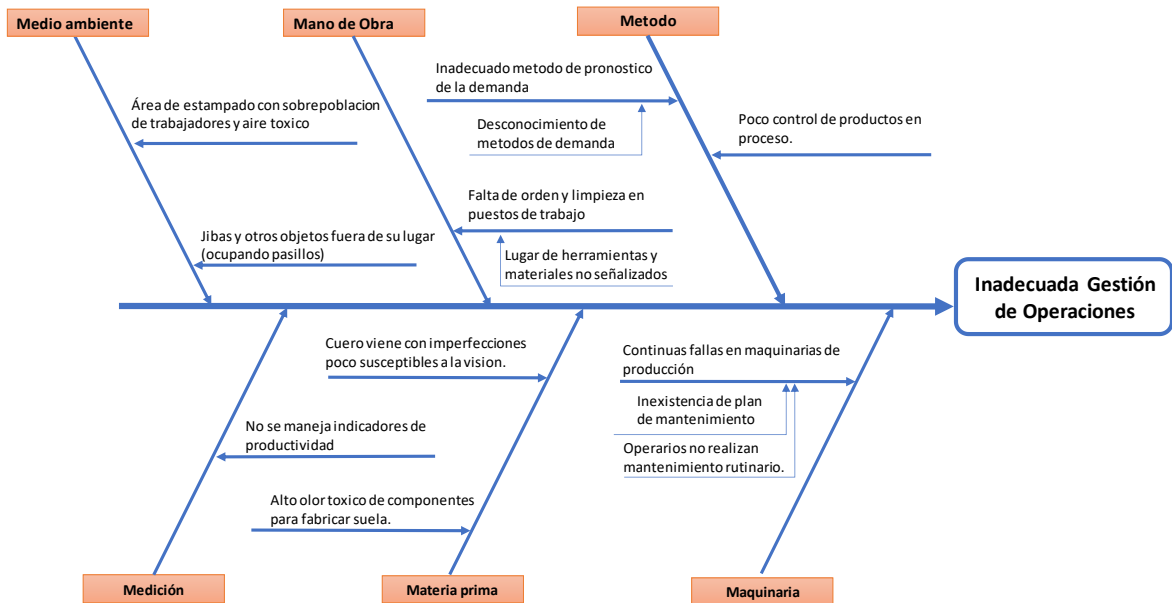 Medio ambiente
Mano de Obra
Metodo
Área de estampado con sobrepoblacion
de trabajadores y aire toxico
Jibas y otros objetos fuera de su lugar
(ocupando pasillos)
Inadecuado metodo de pronostico
de la demanda
Desconocimiento de
metodos de demanda
Falta de orden y limpieza en
puestos de trabajo
Lugar de herramientas y
materiales no señalizados
Poco control de productos en
proceso.
Inadecuada Gestión
de Operaciones
No se maneja indicadores de
productividad
Cuero viene con imperfecciones
poco susceptibles a la vision.
Alto olor toxico de componentes
para fabricar suela.
Continuas fallas en maquinarias de
producción
Inexistencia de plan
de mantenimiento
Operarios no realizan
mantenimiento rutinario.
Medición
Materia prima
Maquinaria